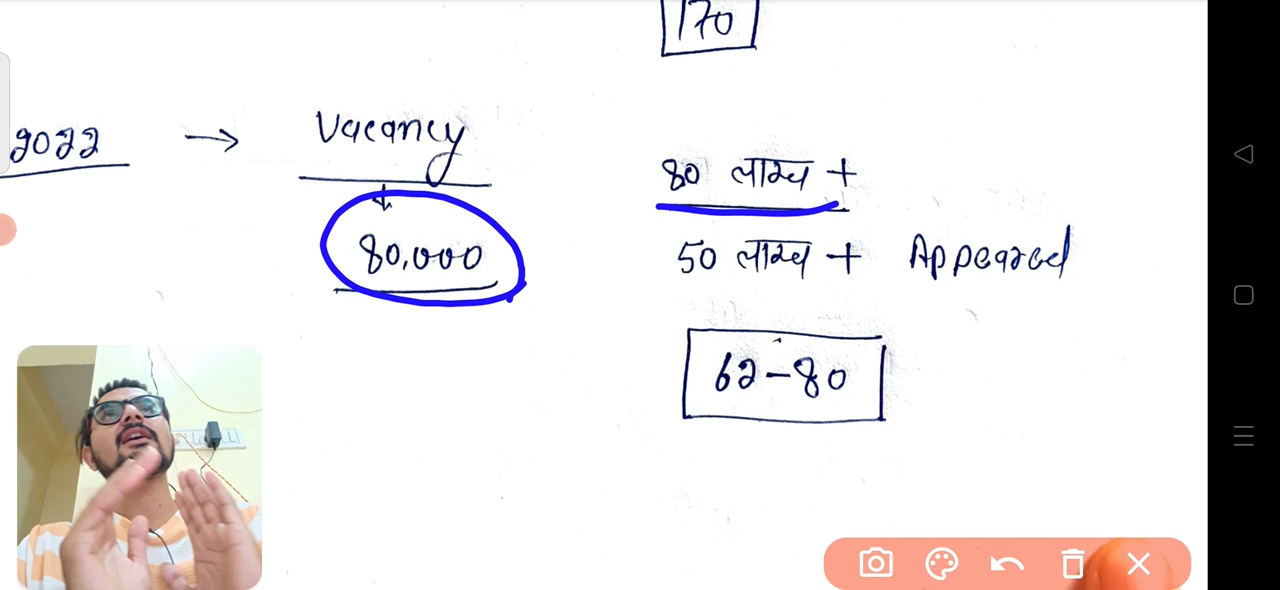 170
2022 → Vacancy
80 लाख +
80,000
50 लाख + Appeared
62-80